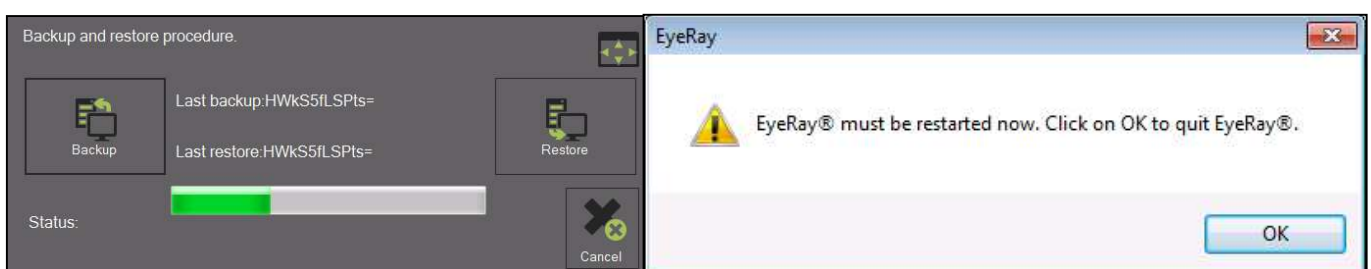 Backup and restore procedure.
Last backup:HWkS5fLSPts=
Backup
Last restore:HWkS5fLSPts=
Restore
Status:
Cancel
EyeRay
EyeRay® must be restarted now. Click on OK to quit EyeRay®.
OK